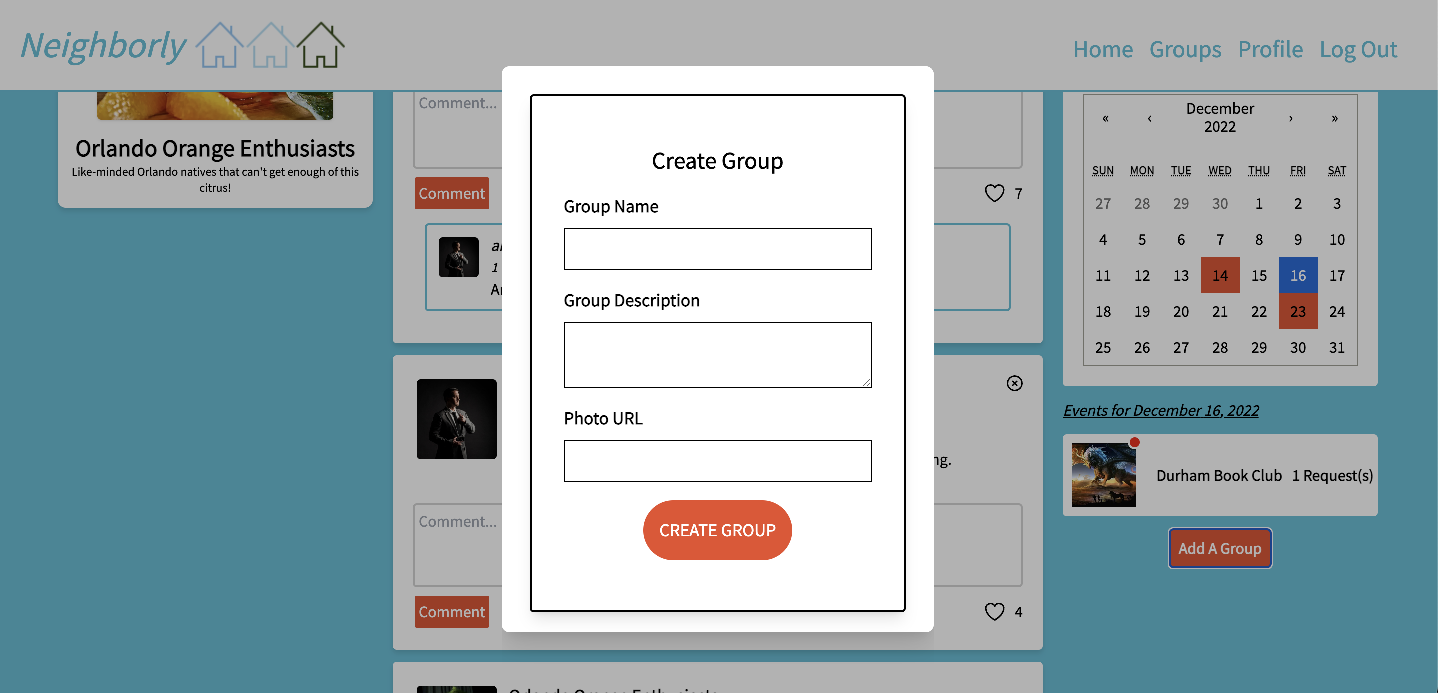 Neighborly
Home Groups Profile Log Out
Orlando Orange Enthusiasts
Like-minded Orlando natives that can't get enough of this
citrus!
Comment...
Comment
7
1
Comment...
Comment
4
Create Group
Group Name
Group Description
Photo URL
CREATE GROUP
« ‹ December 2022 › »
SUN MON TUE WED THU FRI SAT
27 28 29 30 1 2 3
4 5 6 7 8 9 10
11 12 13 14 15 16 17
18 19 20 21 22 23 24
25 26 27 28 29 30 31
Events for December 16, 2022
Durham Book Club 1 Request(s)
Add A Group